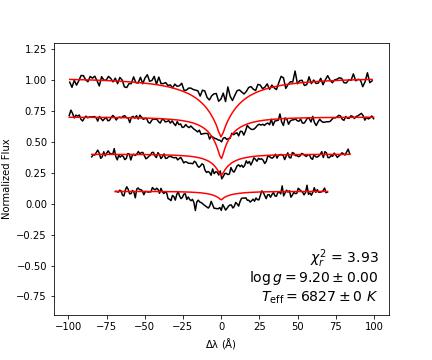 1.25
1.00
0.75
0.50
0.25
0.00
−0.25
−0.50
−0.75
Normalized Flux
χ²ᵣ = 3.93
log g = 9.20 ± 0.00
T_eff = 6827 ± 0 K
−100 −75 −50 −25 0 25 50 75 100
Δλ (Å)